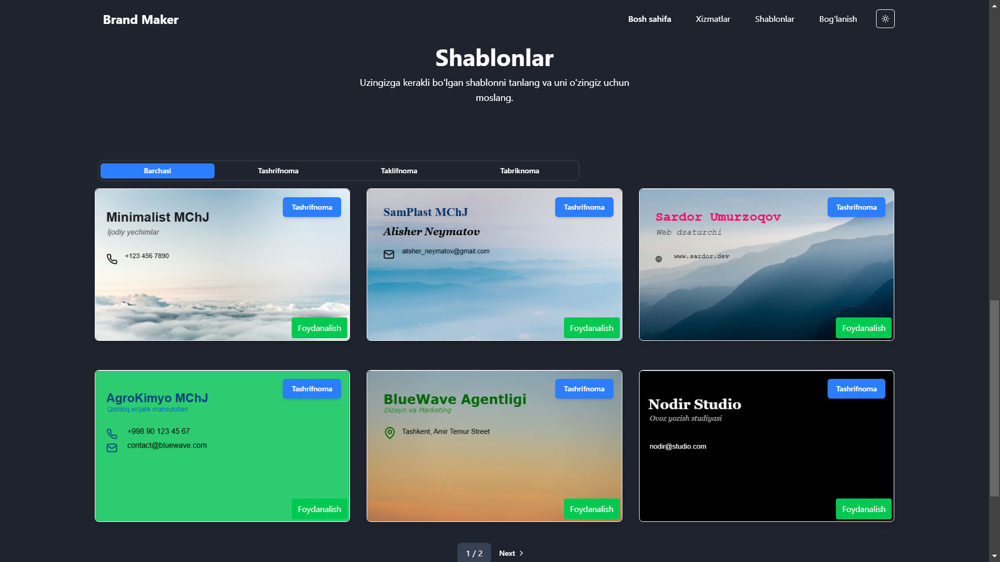 Brand Maker
Bosh sahifa
Xizmatlar
Shablonlar
Bog'lanish
Shablonlar
Uzingizga kerakli bo'lgan shablonni tanlang va uni o'zingiz uchun
moslang.
Barchasi
Tashrifnoma
Taklifnoma
Tabriknoma
Tashrifnoma
Minimalist MChJ
Ijodiy yechimlar
+123 456 7890
Foydanalish
Tashrifnoma
SamPlast MChJ
Alisher Neymatov
alisher_neymatov@gmail.com
Foydanalish
Tashrifnoma
Sardor Umurzoqov
Web dsaturchi
www.sardor.dev
Foydanalish
Tashrifnoma
AgroKimyo MChJ
Qishloq xo'jalik mahsulotlari
+998 90 123 45 67
contact@bluewave.com
Foydanalish
Tashrifnoma
BlueWave Agentligi
Dizayn va Marketing
Tashkent, Amir Temur Street
Foydanalish
Tashrifnoma
Nodir Studio
Ovoz yozish studiyasi
nodir@studio.com
Foydanalish
1 / 2
Next